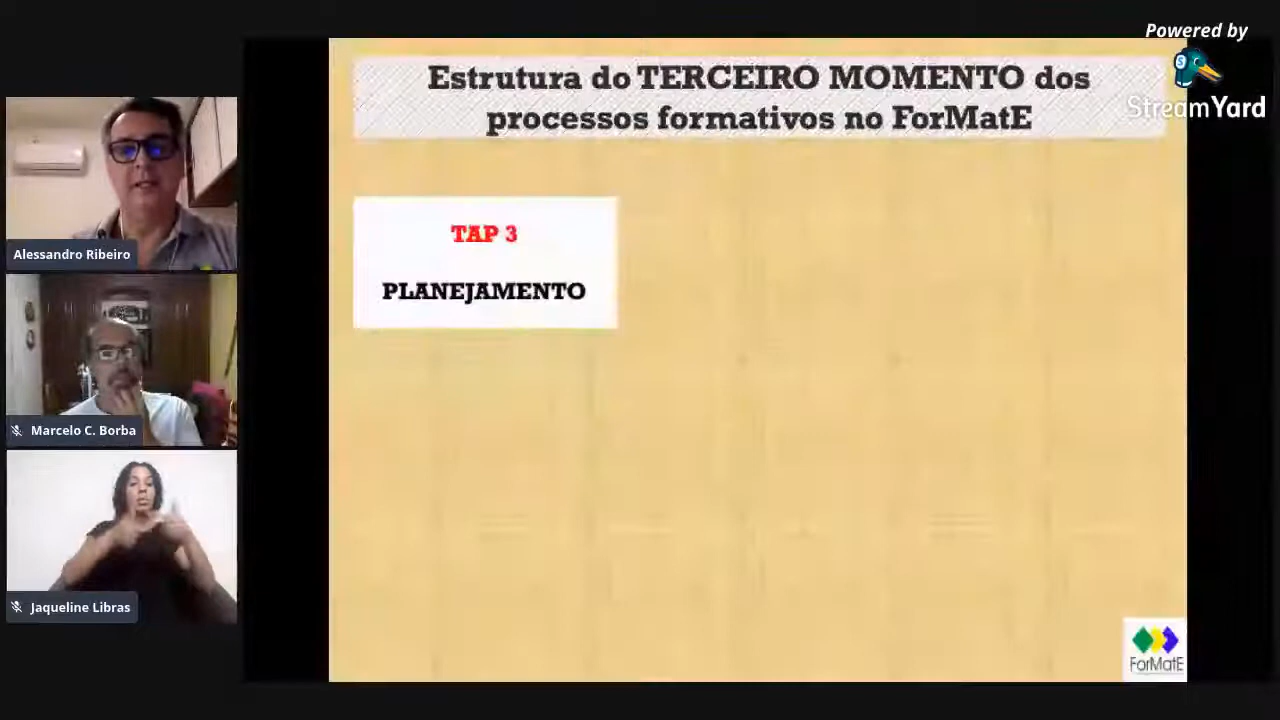 Powered by
StreamYard
Estrutura do TERCEIRO MOMENTO dos
processos formativos no ForMatE
TAP 3
PLANEJAMENTO
Alessandro Ribeiro
Marcelo C. Borba
Jaqueline Libras
ForMatE